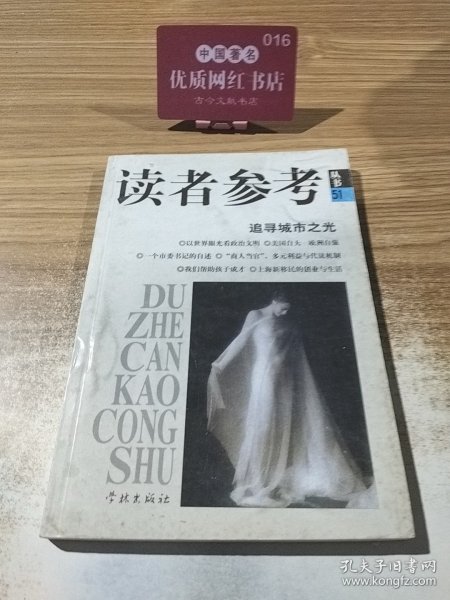 016
中国著名
优质网红书店
古今文献书店
读者参考
丛书
51
追寻城市之光
◎以世界眼光看政治文明 ◎美国自大—欧洲自强
◎一个市委书记的自述 ◎“商人当官”、多元利益与代议机制
◎我们帮助孩子成才 ◎上海新移民的创业与生活
DU
ZHE
CAN
KAO
CONG
SHU
学林出版社
孔夫子旧书网
www.kongfz.com